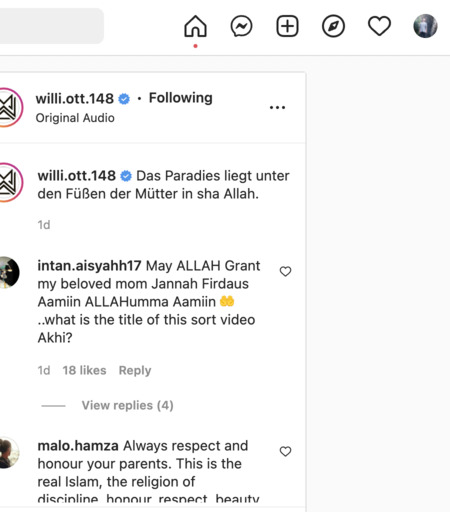 willi.ott.148 • Following
Original Audio
willi.ott.148 Das Paradies liegt unter
den Füßen der Mütter in sha Allah.
1d
intan.aisyahh17 May ALLAH Grant
my beloved mom Jannah Firdaus
Aamiin ALLAHumma Aamiin 🤲
..what is the title of this sort video
Akhi?
1d 18 likes Reply
View replies (4)
malo.hamza Always respect and
honour your parents. This is the
real Islam, the religion of
discipline, honour, respect, beauty